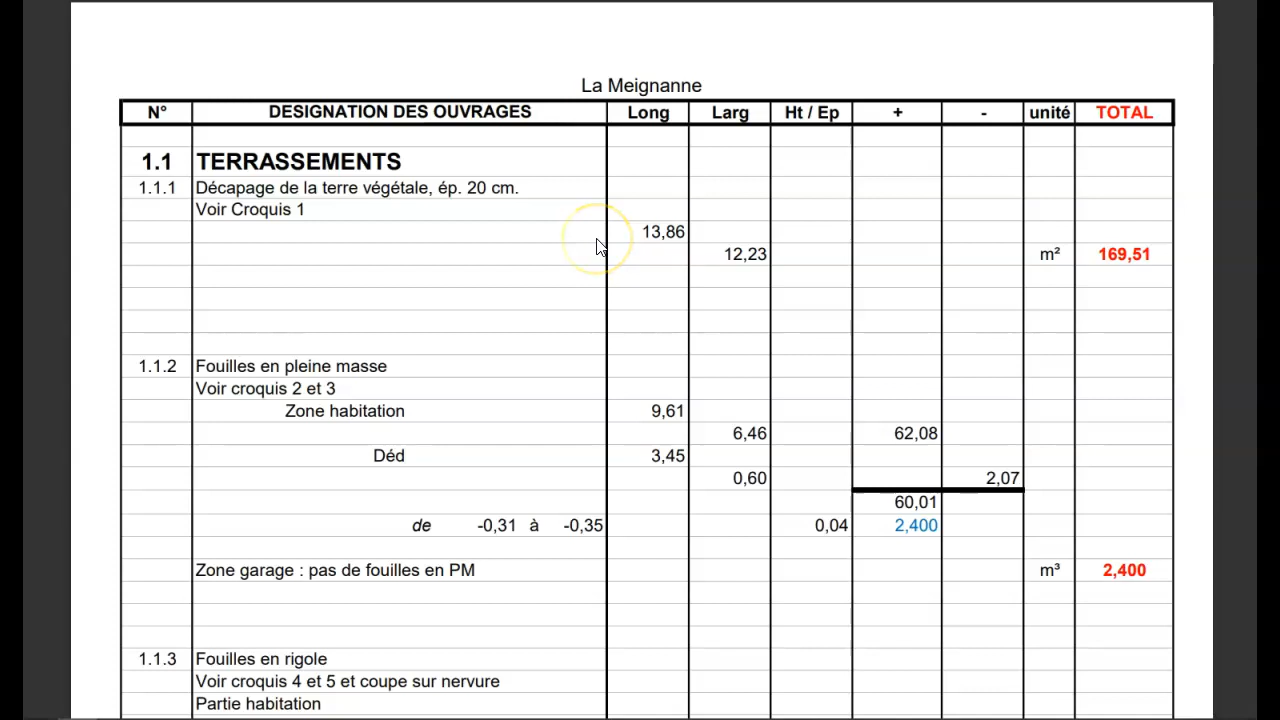 La Meignanne
N° DESIGNATION DES OUVRAGES Long Larg Ht / Ep + - unité TOTAL
1.1 TERRASSEMENTS
1.1.1 Décapage de la terre végétale, ép. 20 cm.
Voir Croquis 1
13,86
12,23 m² 169,51
1.1.2 Fouilles en pleine masse
Voir croquis 2 et 3
Zone habitation 9,61
6,46 62,08
Déd 3,45
0,60 2,07
60,01
de -0,31 à -0,35 0,04 2,400
Zone garage : pas de fouilles en PM m³ 2,400
1.1.3 Fouilles en rigole
Voir croquis 4 et 5 et coupe sur nervure
Partie habitation